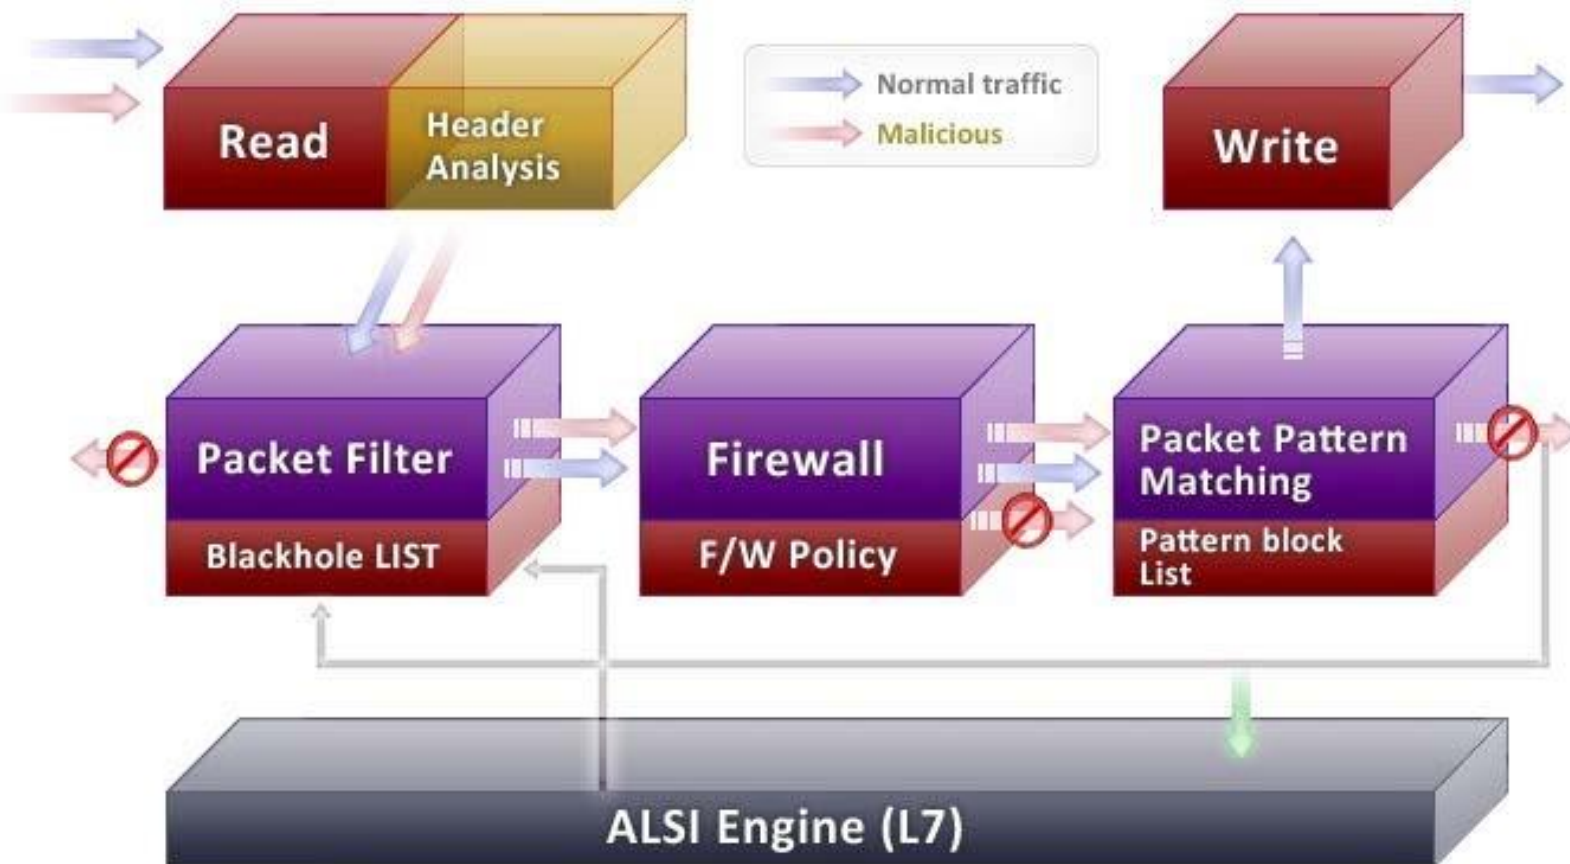 Read
Header
Analysis
Normal traffic
Malicious
Write
Packet Filter
Blackhole LIST
Firewall
F/W Policy
Packet Pattern
Matching
Pattern block
List
ALSI Engine (L7)